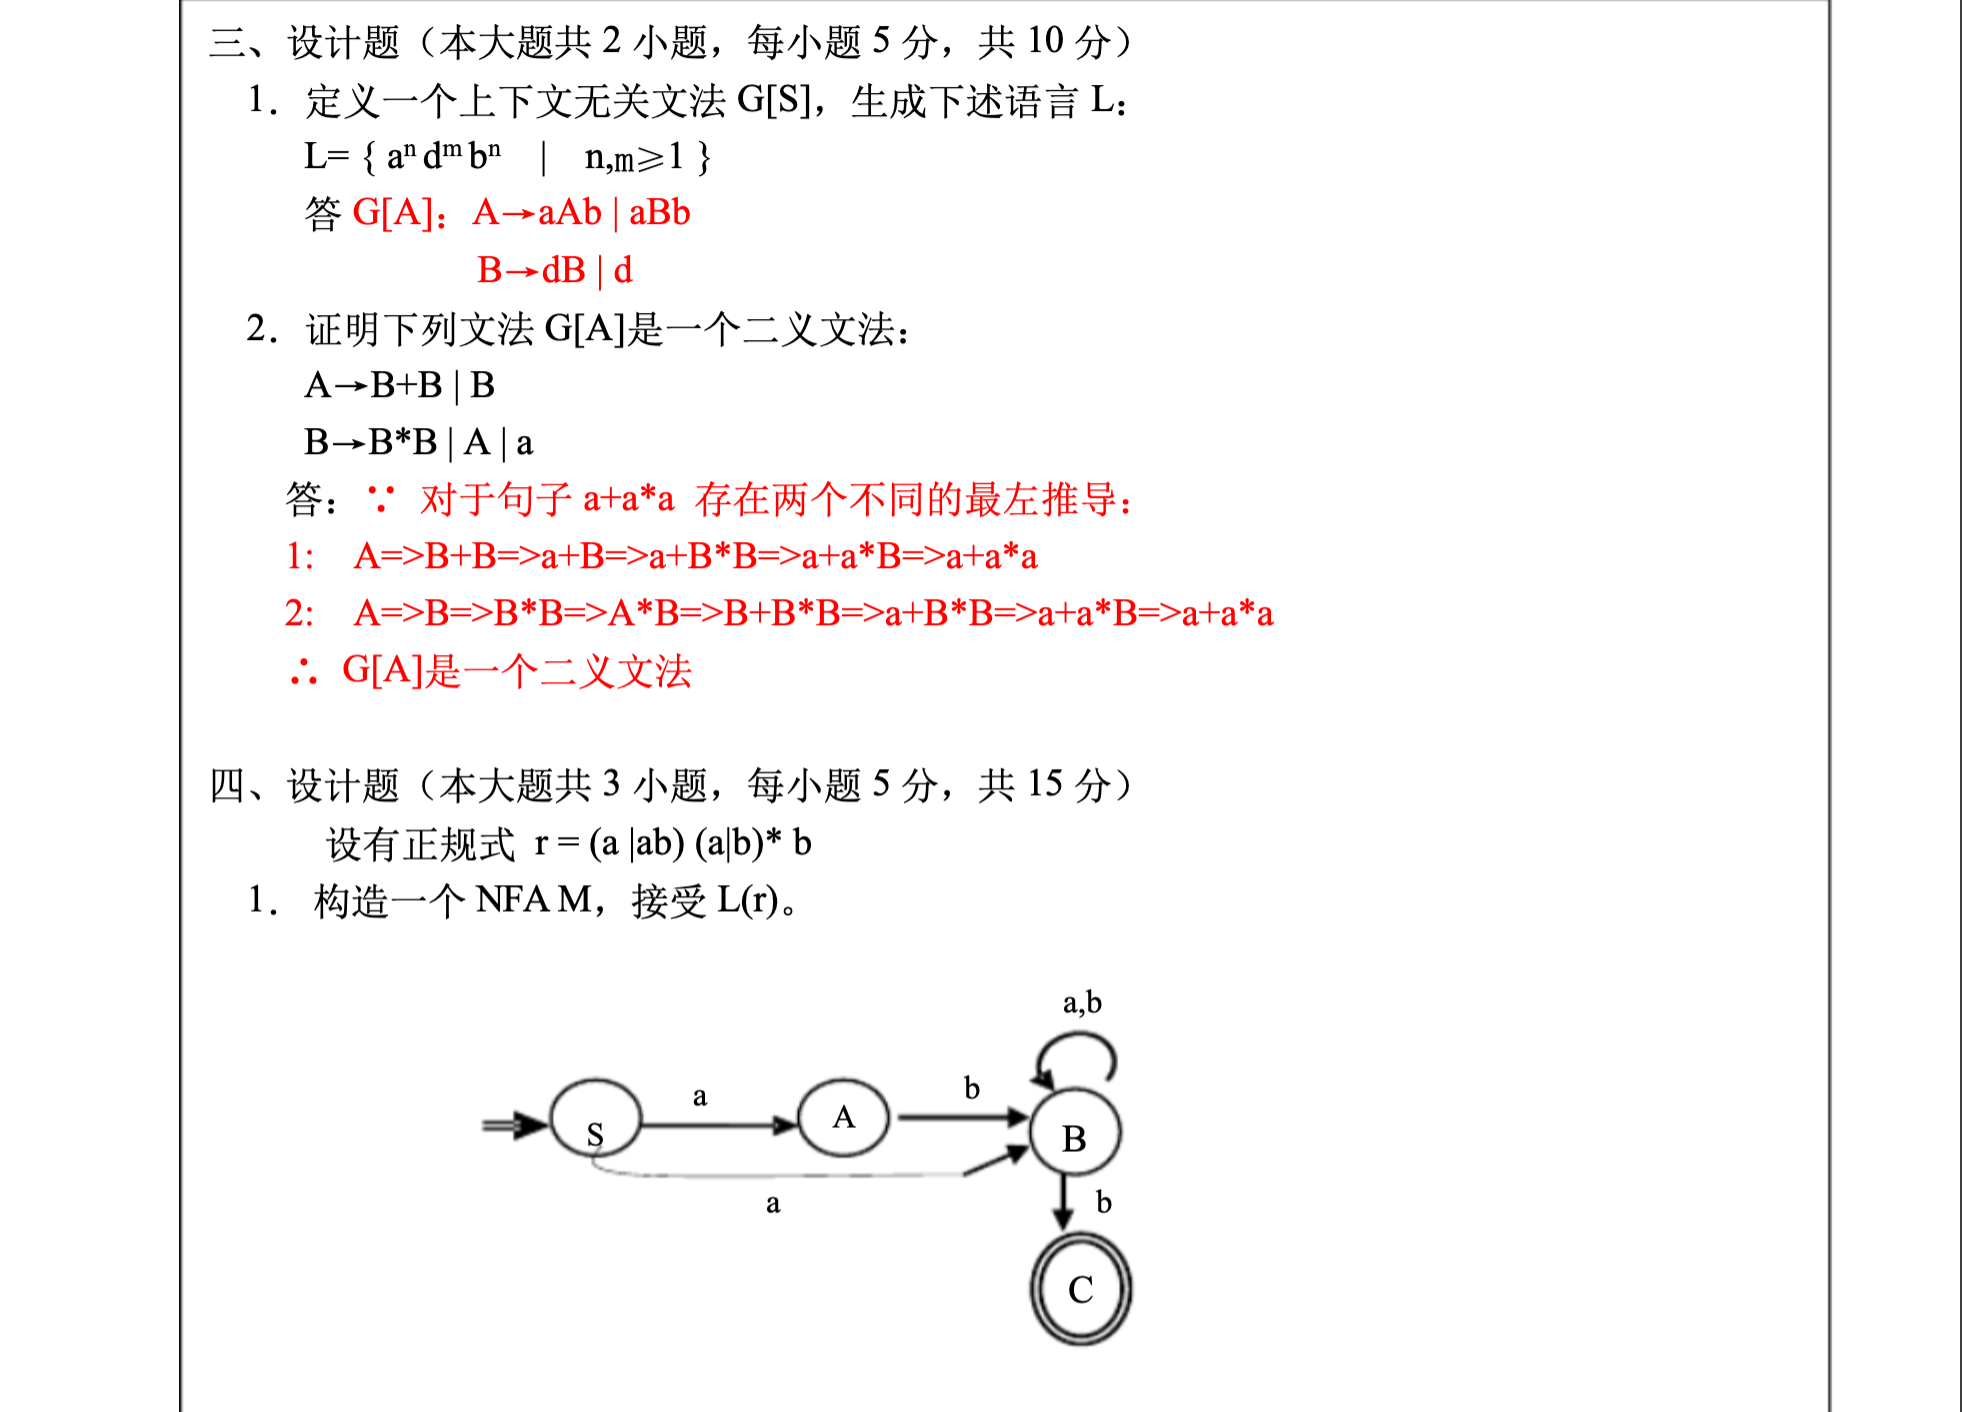 三、设计题（本大题共 2 小题，每小题 5 分，共 10 分）
1．定义一个上下文无关文法 G[S]，生成下述语言 L：
L= { aⁿ dᵐ bⁿ | n,m≥1 }
答 G[A]：A→aAb | aBb
B→dB | d
2．证明下列文法 G[A]是一个二义文法：
A→B+B | B
B→B*B | A | a
答：∵ 对于句子 a+a*a 存在两个不同的最左推导：
1: A=>B+B=>a+B=>a+B*B=>a+a*B=>a+a*a
2: A=>B=>B*B=>A*B=>B+B*B=>a+B*B=>a+a*B=>a+a*a
∴ G[A]是一个二义文法
四、设计题（本大题共 3 小题，每小题 5 分，共 15 分）
设有正规式 r = (a |ab) (a|b)* b
1． 构造一个 NFA M，接受 L(r)。
a,b
a
b
S
A
B
a
b
C